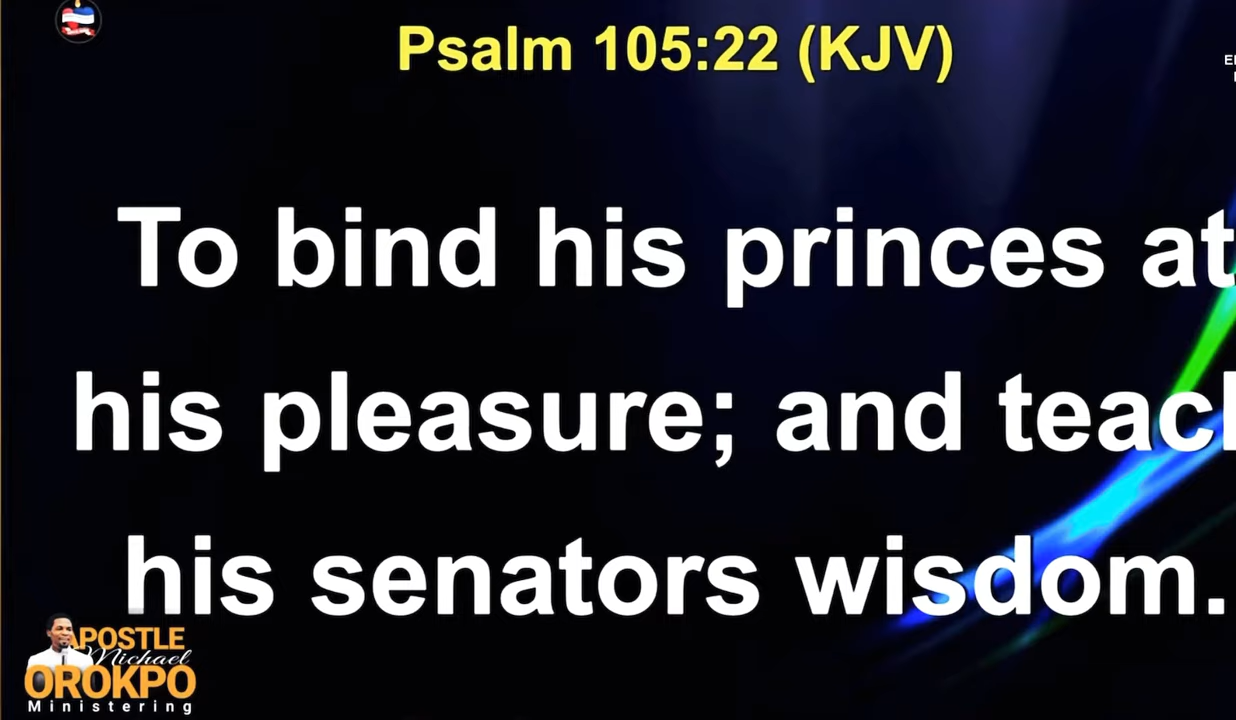 Psalm 105:22 (KJV)
To bind his princes at
his pleasure; and teac
his senators wisdom.
APOSTLE
Michael
OROKPO
Ministering